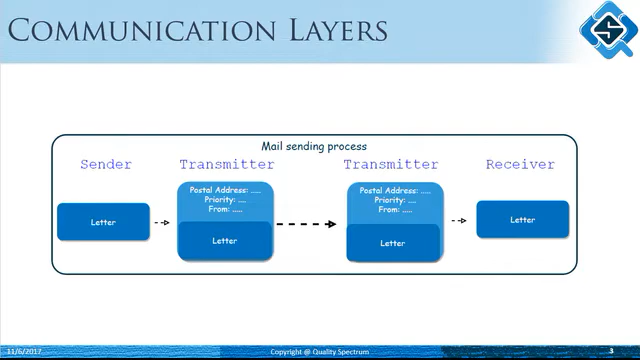 Communication Layers
S
Mail sending process
Sender
Transmitter
Transmitter
Receiver
Letter
Postal Address: .....
Priority: ....
From: .....
Letter
Postal Address: .....
Priority: ....
From: .....
Letter
Letter
11/6/2017
Copyright @ Quality Spectrum
3